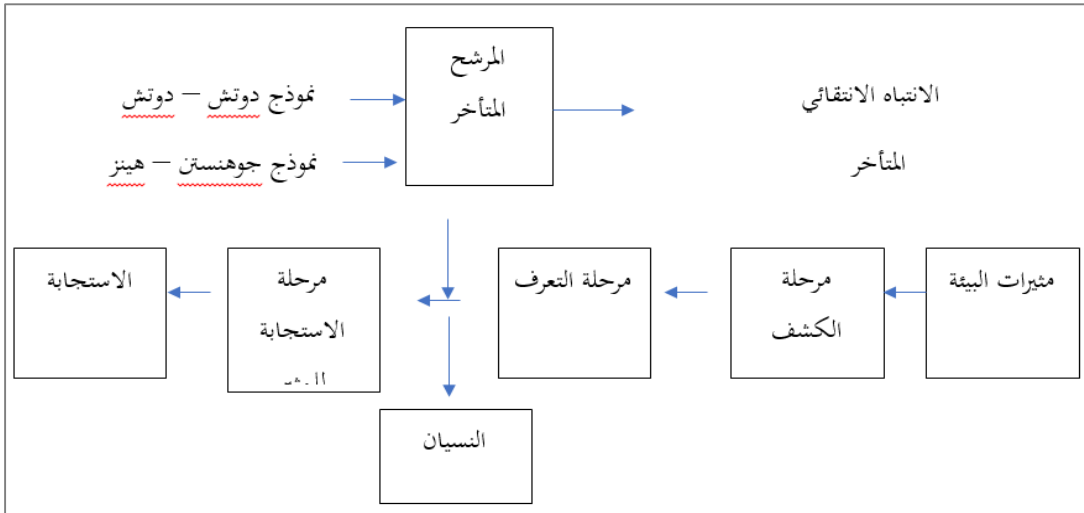 المرشح
المتأخر
الانتباه الانتقائي
المتأخر
نموذج دوتش – دوتش
نموذج جوهنستن – هينز
مثيرات البيئة
مرحلة
الكشف
مرحلة التعرف
مرحلة
الاستجابة
الاستجابة
النسيان